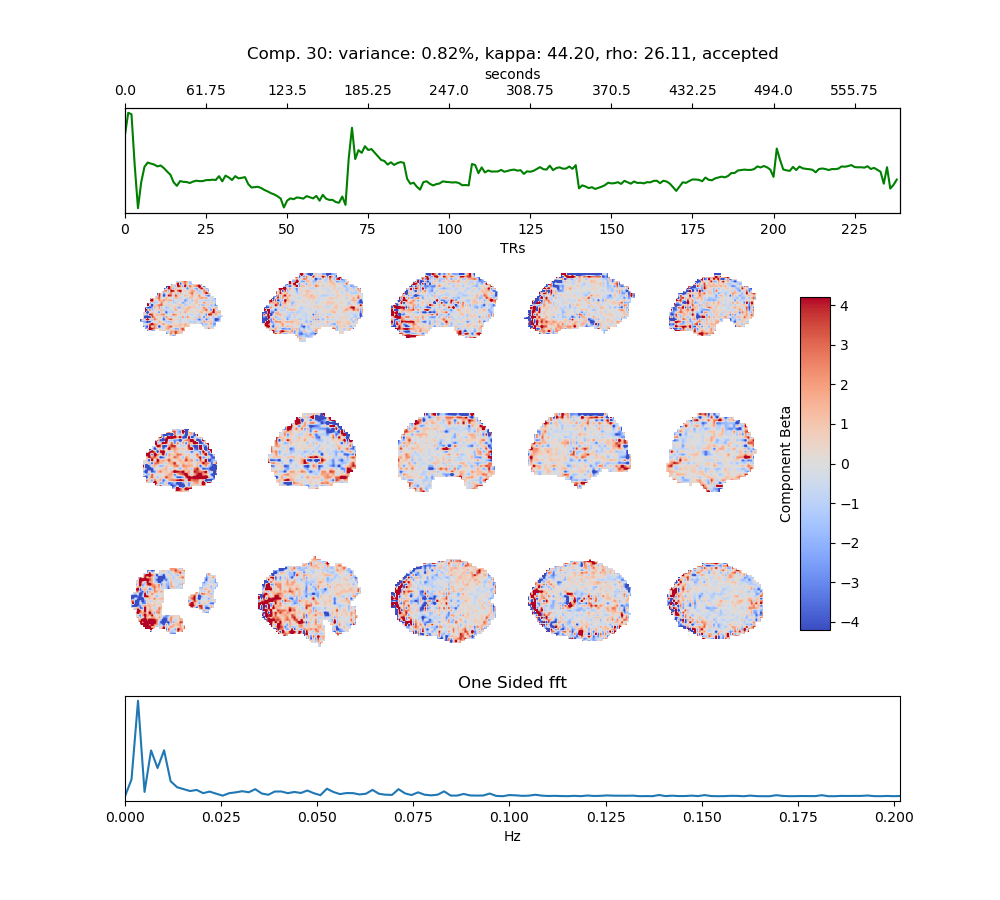 Comp. 30: variance: 0.82%, kappa: 44.20, rho: 26.11, accepted
seconds
0.0 61.75 123.5 185.25 247.0 308.75 370.5 432.25 494.0 555.75
0 25 50 75 100 125 150 175 200 225
TRs
4
3
2
1
0
−1
−2
−3
−4
Component Beta
One Sided fft
0.000 0.025 0.050 0.075 0.100 0.125 0.150 0.175 0.200
Hz